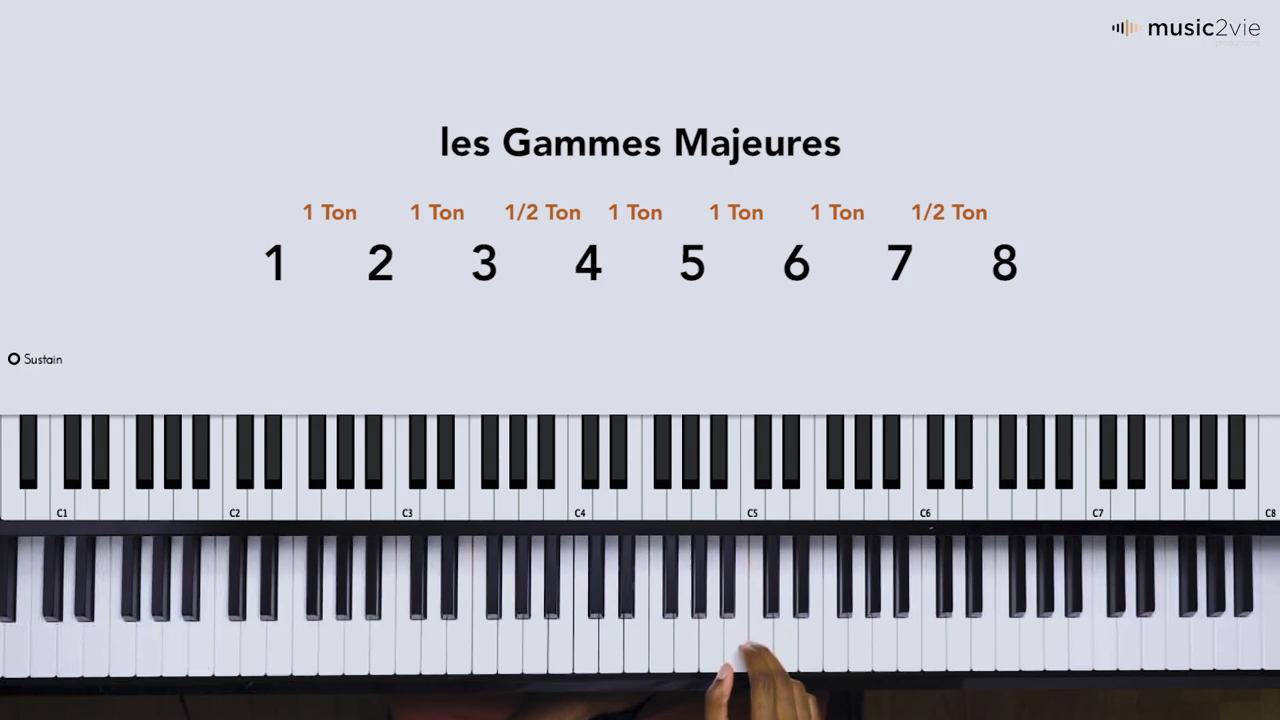 music2vie
les Gammes Majeures
1 Ton 1 Ton 1/2 Ton 1 Ton 1 Ton 1 Ton 1/2 Ton
1 2 3 4 5 6 7 8
Sustain
C1 C2 C3 C4 C5 C6 C7 C8